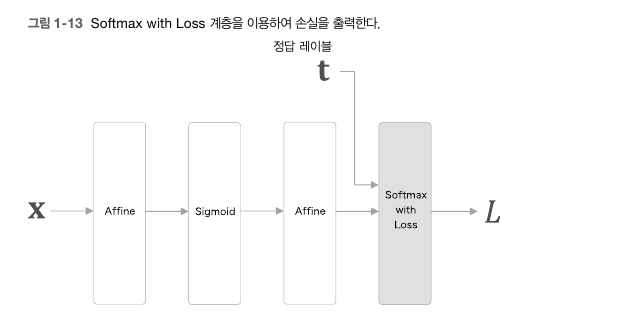 그림 1-13 Softmax with Loss 계층을 이용하여 손실을 출력한다.
정답 레이블
t
x
Affine
Sigmoid
Affine
Softmax
with
Loss
L